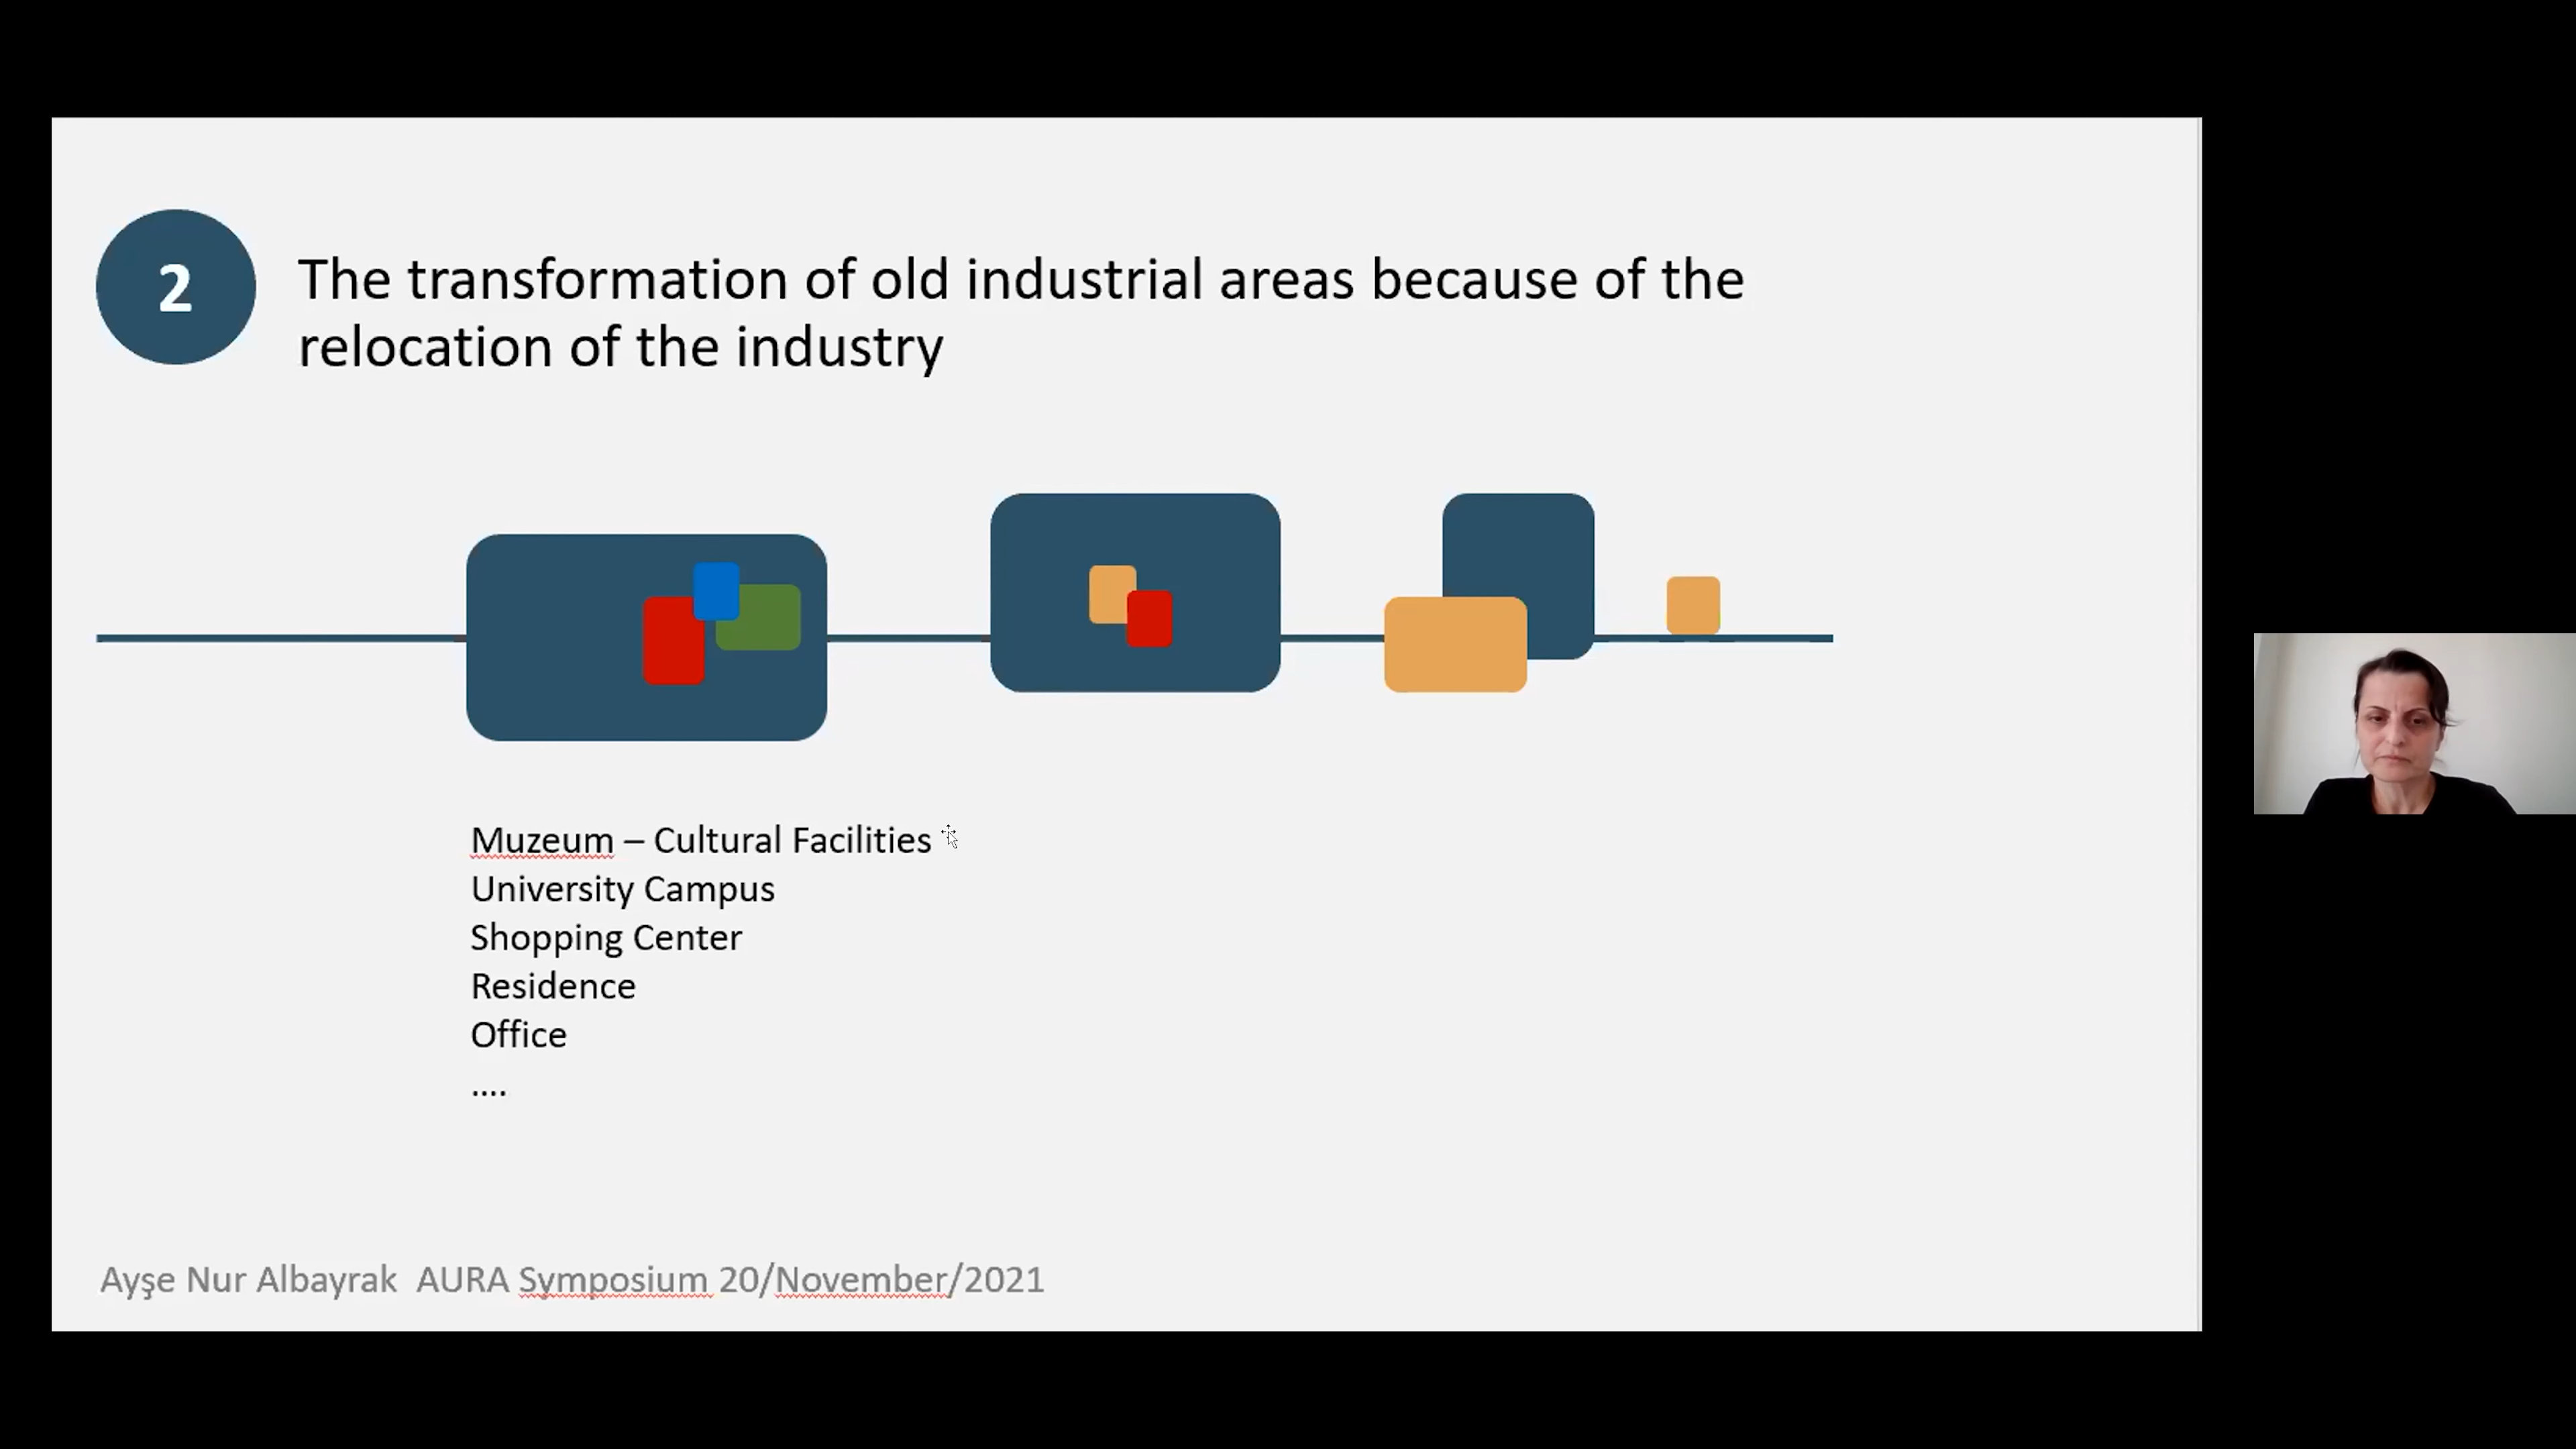 2
The transformation of old industrial areas because of the
relocation of the industry
Muzeum – Cultural Facilities
University Campus
Shopping Center
Residence
Office
....
Ayşe Nur Albayrak  AURA Symposium 20/November/2021